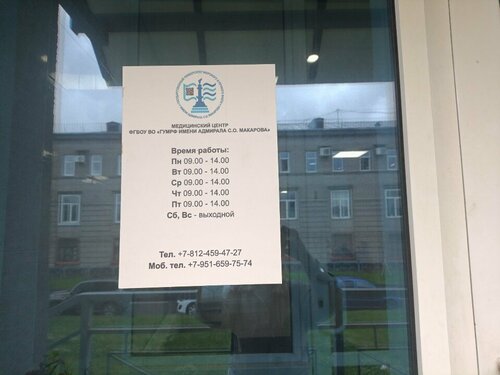 МЕДИЦИНСКИЙ ЦЕНТР
ФГБОУ ВО «ГУМРФ ИМЕНИ АДМИРАЛА С.О. МАКАРОВА»
Время работы:
Пн 09.00 - 14.00
Вт 09.00 - 14.00
Ср 09.00 - 14.00
Чт 09.00 - 14.00
Пт 09.00 - 14.00
Сб, Вс - выходной
Тел. +7-812-459-47-27
Моб. тел. +7-951-659-75-74